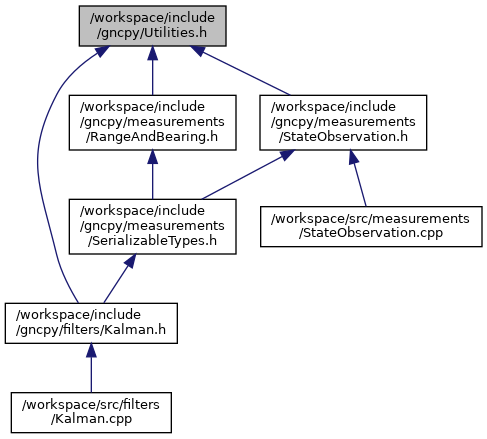 /workspace/include
/gncpy/Utilities.h
/workspace/include
/gncpy/measurements
/RangeAndBearing.h
/workspace/include
/gncpy/measurements
/StateObservation.h
/workspace/include
/gncpy/measurements
/SerializableTypes.h
/workspace/src/measurements
/StateObservation.cpp
/workspace/include
/gncpy/filters/Kalman.h
/workspace/src/filters
/Kalman.cpp